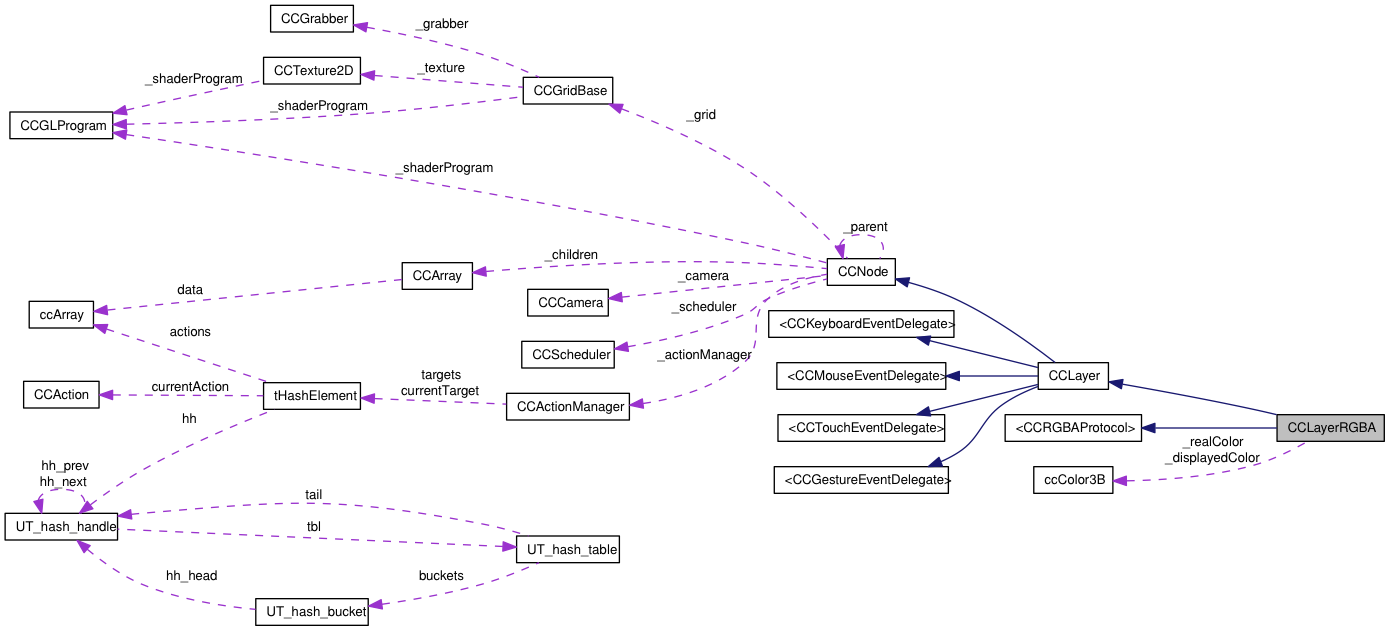 CCGrabber
_grabber
CCTexture2D
_texture
_shaderProgram
CCGridBase
_shaderProgram
CCGLProgram
_grid
_shaderProgram
_parent
_children
CCNode
CCArray
_camera
data
CCCamera
_scheduler
ccArray
<CCKeyboardEventDelegate>
actions
CCScheduler
_actionManager
targets
currentTarget
<CCMouseEventDelegate>
CCLayer
currentAction
CCAction
tHashElement
CCActionManager
hh
<CCTouchEventDelegate>
<CCRGBAProtocol>
CCLayerRGBA
_realColor
_displayedColor
hh_prev
hh_next
<CCGestureEventDelegate>
ccColor3B
tail
UT_hash_handle
tbl
UT_hash_table
hh_head
buckets
UT_hash_bucket